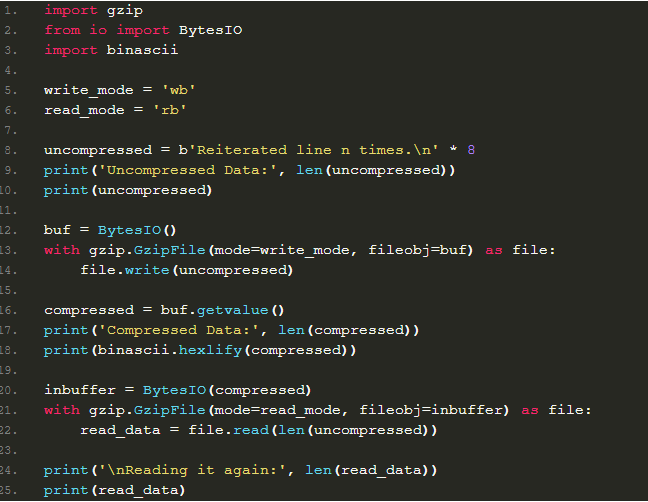 1. import gzip
2. from io import BytesIO
3. import binascii
4.
5. write_mode = 'wb'
6. read_mode = 'rb'
7.
8. uncompressed = b'Reiterated line n times.\n' * 8
9. print('Uncompressed Data:', len(uncompressed))
10. print(uncompressed)
11.
12. buf = BytesIO()
13. with gzip.GzipFile(mode=write_mode, fileobj=buf) as file:
14.     file.write(uncompressed)
15.
16. compressed = buf.getvalue()
17. print('Compressed Data:', len(compressed))
18. print(binascii.hexlify(compressed))
19.
20. inbuffer = BytesIO(compressed)
21. with gzip.GzipFile(mode=read_mode, fileobj=inbuffer) as file:
22.     read_data = file.read(len(uncompressed))
23.
24. print('\nReading it again:', len(read_data))
25. print(read_data)